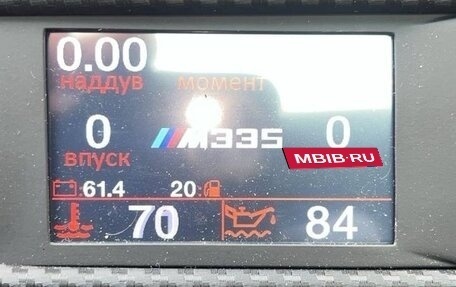 0.00
наддув момент
0 M335 0
впуск
MBIB.RU
61.4 20
70 84